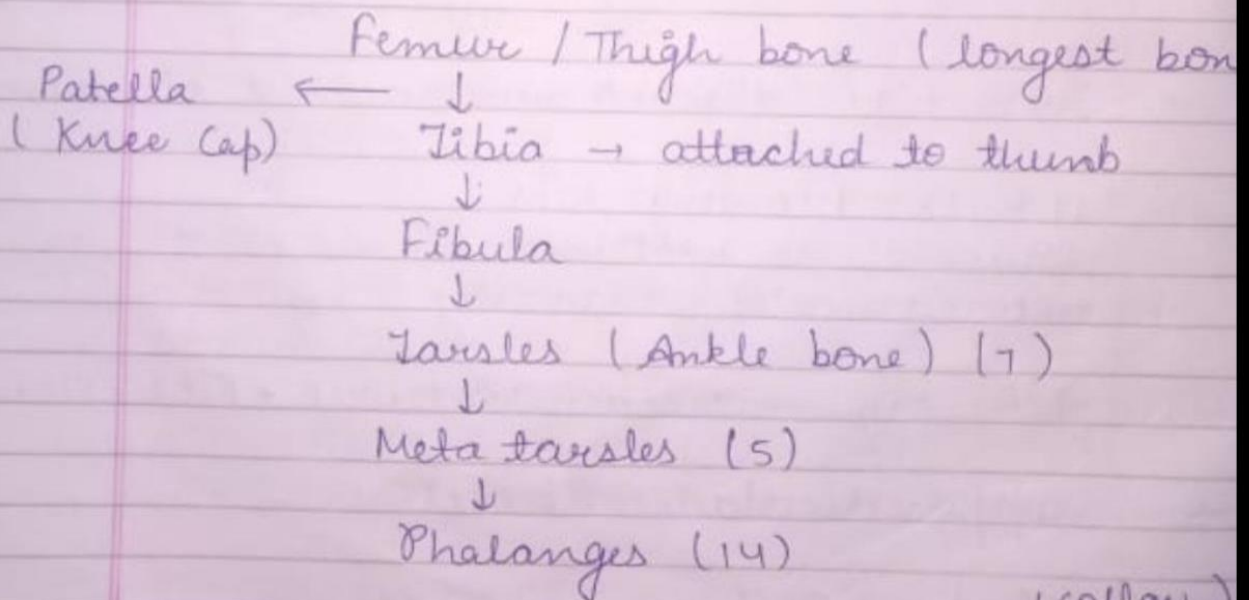 Femur / Thigh bone ( longest bon
Patella ← ↓
( Knee Cap) Tibia → attached to thumb
↓
Fibula
↓
Tarsles ( Ankle bone) (7)
↓
Meta tarsles (5)
↓
Phalanges (14)